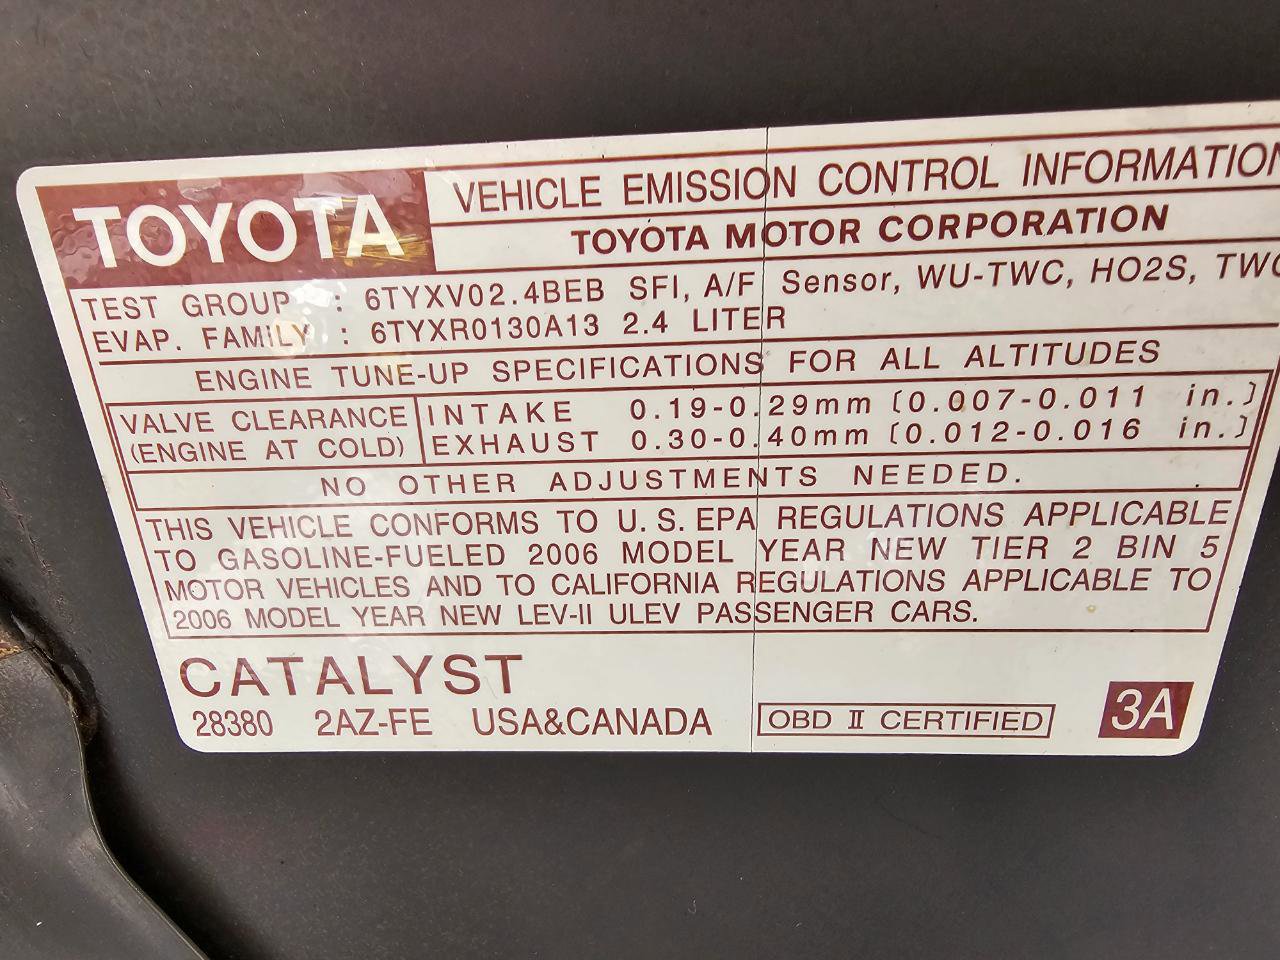 TOYOTA
VEHICLE EMISSION CONTROL INFORMATION
TOYOTA MOTOR CORPORATION
TEST GROUP : 6TYXV02.4BEB SFI, A/F Sensor, WU-TWC, HO2S, TWC
EVAP. FAMILY : 6TYXR0130A13 2.4 LITER
ENGINE TUNE-UP SPECIFICATIONS FOR ALL ALTITUDES
VALVE CLEARANCE
(ENGINE AT COLD)
INTAKE 0.19-0.29mm (0.007-0.011 in.)
EXHAUST 0.30-0.40mm (0.012-0.016 in.)
NO OTHER ADJUSTMENTS NEEDED.
THIS VEHICLE CONFORMS TO U.S.EPA REGULATIONS APPLICABLE
TO GASOLINE-FUELED 2006 MODEL YEAR NEW TIER 2 BIN 5
MOTOR VEHICLES AND TO CALIFORNIA REGULATIONS APPLICABLE TO
2006 MODEL YEAR NEW LEV-II ULEV PASSENGER CARS.
CATALYST
28380 2AZ-FE USA&CANADA
OBD II CERTIFIED
3A